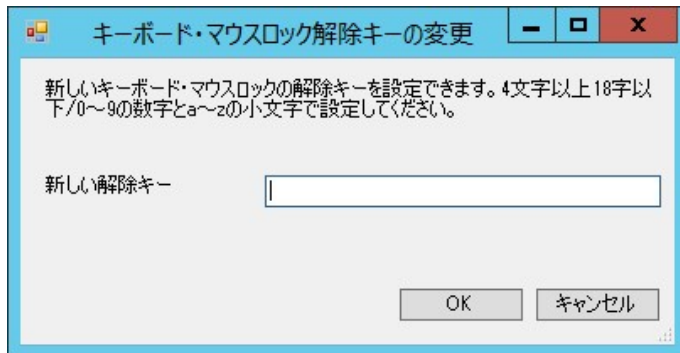 キーボード・マウスロック解除キーの変更
新しいキーボード・マウスロックの解除キーを設定できます。4文字以上18字以
下/0～9の数字とa～zの小文字で設定してください。
新しい解除キー
OK
キャンセル